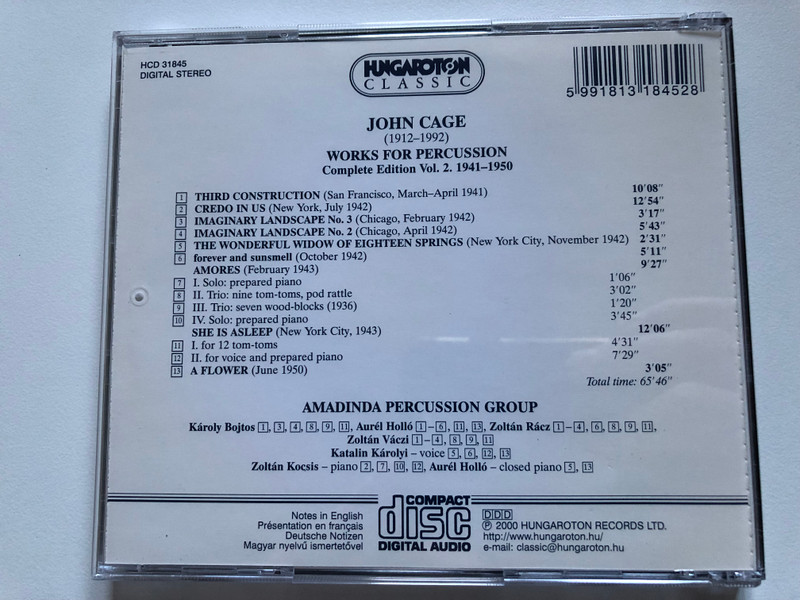 HCD 31845
DIGITAL STEREO
HUNGAROTON
CLASSIC
5 991813 184528
JOHN CAGE
(1912–1992)
WORKS FOR PERCUSSION
Complete Edition Vol. 2. 1941–1950
1 THIRD CONSTRUCTION (San Francisco, March–April 1941) 10'08"
2 CREDO IN US (New York, July 1942) 12'54"
3 IMAGINARY LANDSCAPE No. 3 (Chicago, February 1942) 3'17"
4 IMAGINARY LANDSCAPE No. 2 (Chicago, April 1942) 5'43"
5 THE WONDERFUL WIDOW OF EIGHTEEN SPRINGS (New York City, November 1942) 2'31"
6 forever and sunsmell (October 1942) 5'11"
AMORES (February 1943) 9'27"
7 I. Solo: prepared piano 1'06"
8 II. Trio: nine tom-toms, pod rattle 3'02"
9 III. Trio: seven wood-blocks (1936) 1'20"
10 IV. Solo: prepared piano 3'45"
SHE IS ASLEEP (New York City, 1943) 12'06"
11 I. for 12 tom-toms 4'31"
12 II. for voice and prepared piano 7'29"
13 A FLOWER (June 1950) 3'05"
Total time: 65'46"
AMADINDA PERCUSSION GROUP
Károly Bojtos 1, 3, 4, 8, 9, 11, Aurél Holló 1–6, 11, 13, Zoltán Rácz 1–4, 6, 8, 9, 11,
Zoltán Váczi 1–4, 8, 9, 11
Katalin Károlyi – voice 5, 6, 12, 13
Zoltán Kocsis – piano 2, 7, 10, 12, Aurél Holló – closed piano 5, 13
Notes in English
Présentation en français
Deutsche Notizen
Magyar nyelvű ismertetővel
COMPACT
disc
DIGITAL AUDIO
DDD
℗ 2000 HUNGAROTON RECORDS LTD.
http://www.hungaroton.hu/
e-mail: classic@hungaroton.hu